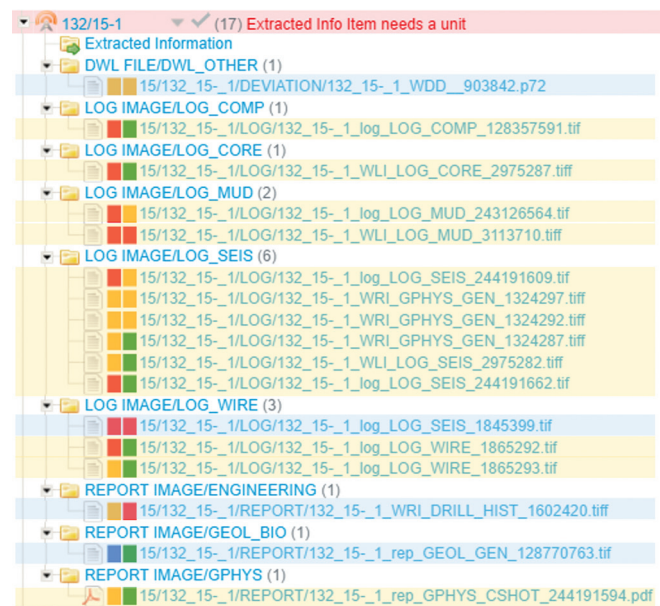 132/15-1 (17) Extracted Info Item needs a unit
Extracted Information
DWL FILE/DWL_OTHER (1)
15/132_15-_1/DEVIATION/132_15-_1_WDD__903842.p72
LOG IMAGE/LOG_COMP (1)
15/132_15-_1/LOG/132_15-_1_log_LOG_COMP_128357591.tif
LOG IMAGE/LOG_CORE (1)
15/132_15-_1/LOG/132_15-_1_WLI_LOG_CORE_2975287.tiff
LOG IMAGE/LOG_MUD (2)
15/132_15-_1/LOG/132_15-_1_log_LOG_MUD_243126564.tif
15/132_15-_1/LOG/132_15-_1_WLI_LOG_MUD_3113710.tiff
LOG IMAGE/LOG_SEIS (6)
15/132_15-_1/LOG/132_15-_1_log_LOG_SEIS_244191609.tif
15/132_15-_1/LOG/132_15-_1_WRI_GPHYS_GEN_1324297.tiff
15/132_15-_1/LOG/132_15-_1_WRI_GPHYS_GEN_1324292.tiff
15/132_15-_1/LOG/132_15-_1_WRI_GPHYS_GEN_1324287.tiff
15/132_15-_1/LOG/132_15-_1_WLI_LOG_SEIS_2975282.tiff
15/132_15-_1/LOG/132_15-_1_log_LOG_SEIS_244191662.tif
LOG IMAGE/LOG_WIRE (3)
15/132_15-_1/LOG/132_15-_1_log_LOG_SEIS_1845399.tif
15/132_15-_1/LOG/132_15-_1_log_LOG_WIRE_1865292.tif
15/132_15-_1/LOG/132_15-_1_log_LOG_WIRE_1865293.tif
REPORT IMAGE/ENGINEERING (1)
15/132_15-_1/REPORT/132_15-_1_WRI_DRILL_HIST_1602420.tiff
REPORT IMAGE/GEOL_BIO (1)
15/132_15-_1/REPORT/132_15-_1_rep_GEOL_GEN_128770763.tif
REPORT IMAGE/GPHYS (1)
15/132_15-_1/REPORT/132_15-_1_rep_GPHYS_CSHOT_244191594.pdf